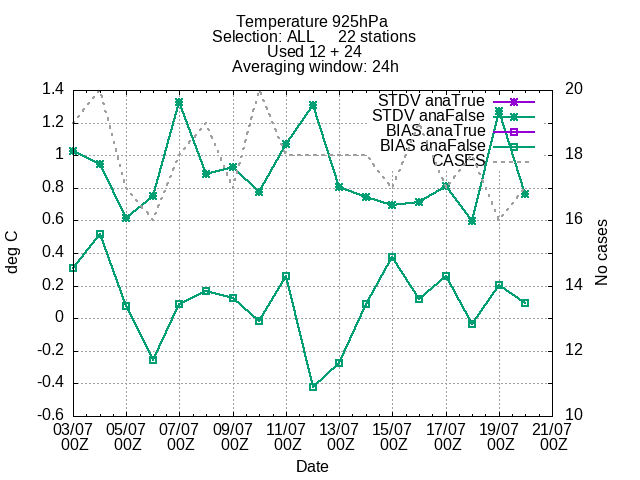 Temperature 925hPa
Selection: ALL 22 stations
Used 12 + 24
Averaging window: 24h
STDV anaTrue
STDV anaFalse
BIAS anaTrue
BIAS anaFalse
CASES
1.4
1.2
1
0.8
0.6
0.4
0.2
0
-0.2
-0.4
-0.6
deg C
20
18
16
14
12
10
No cases
03/07 05/07 07/07 09/07 11/07 13/07 15/07 17/07 19/07 21/07
00Z 00Z 00Z 00Z 00Z 00Z 00Z 00Z 00Z 00Z
Date